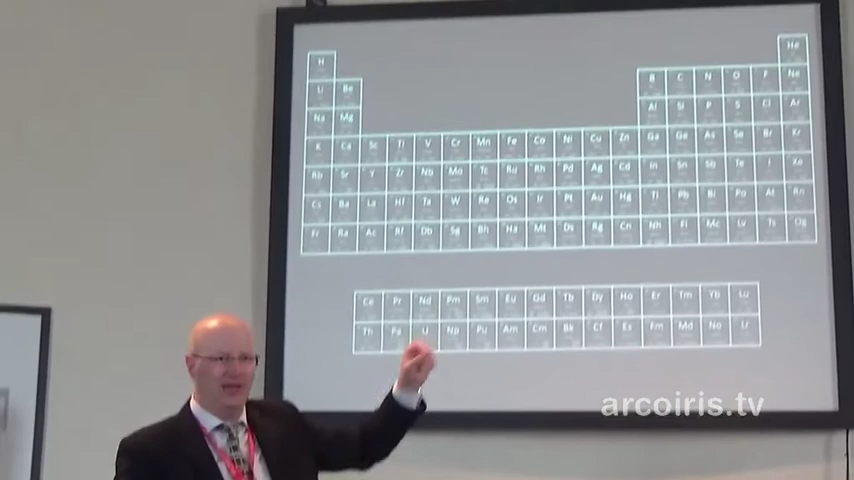 H He
Li Be B C N O F Ne
Na Mg Al Si P S Cl Ar
K Ca Sc Ti V Cr Mn Fe Co Ni Cu Zn Ga Ge As Se Br Kr
Rb Sr Y Zr Nb Mo Tc Ru Rh Pd Ag Cd In Sn Sb Te I Xe
Cs Ba La Hf Ta W Re Os Ir Pt Au Hg Tl Pb Bi Po At Rn
Fr Ra Ac Rf Db Sg Bh Hs Mt Ds Rg Cn Nh Fl Mc Lv Ts Og
Ce Pr Nd Pm Sm Eu Gd Tb Dy Ho Er Tm Yb Lu
Th Pa U Np Pu Am Cm Bk Cf Es Fm Md No Lr
arcoiris.tv